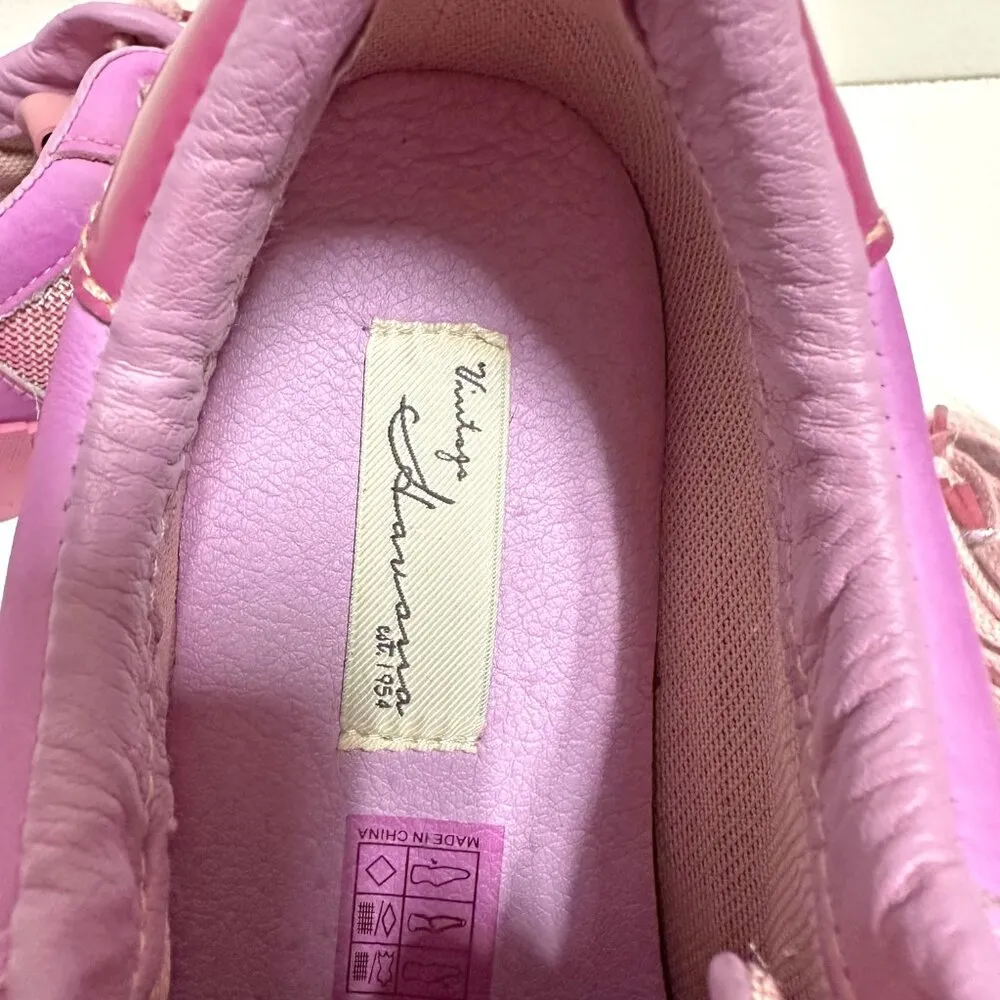 Vintage
Havana
est. 1954
MADE IN CHINA